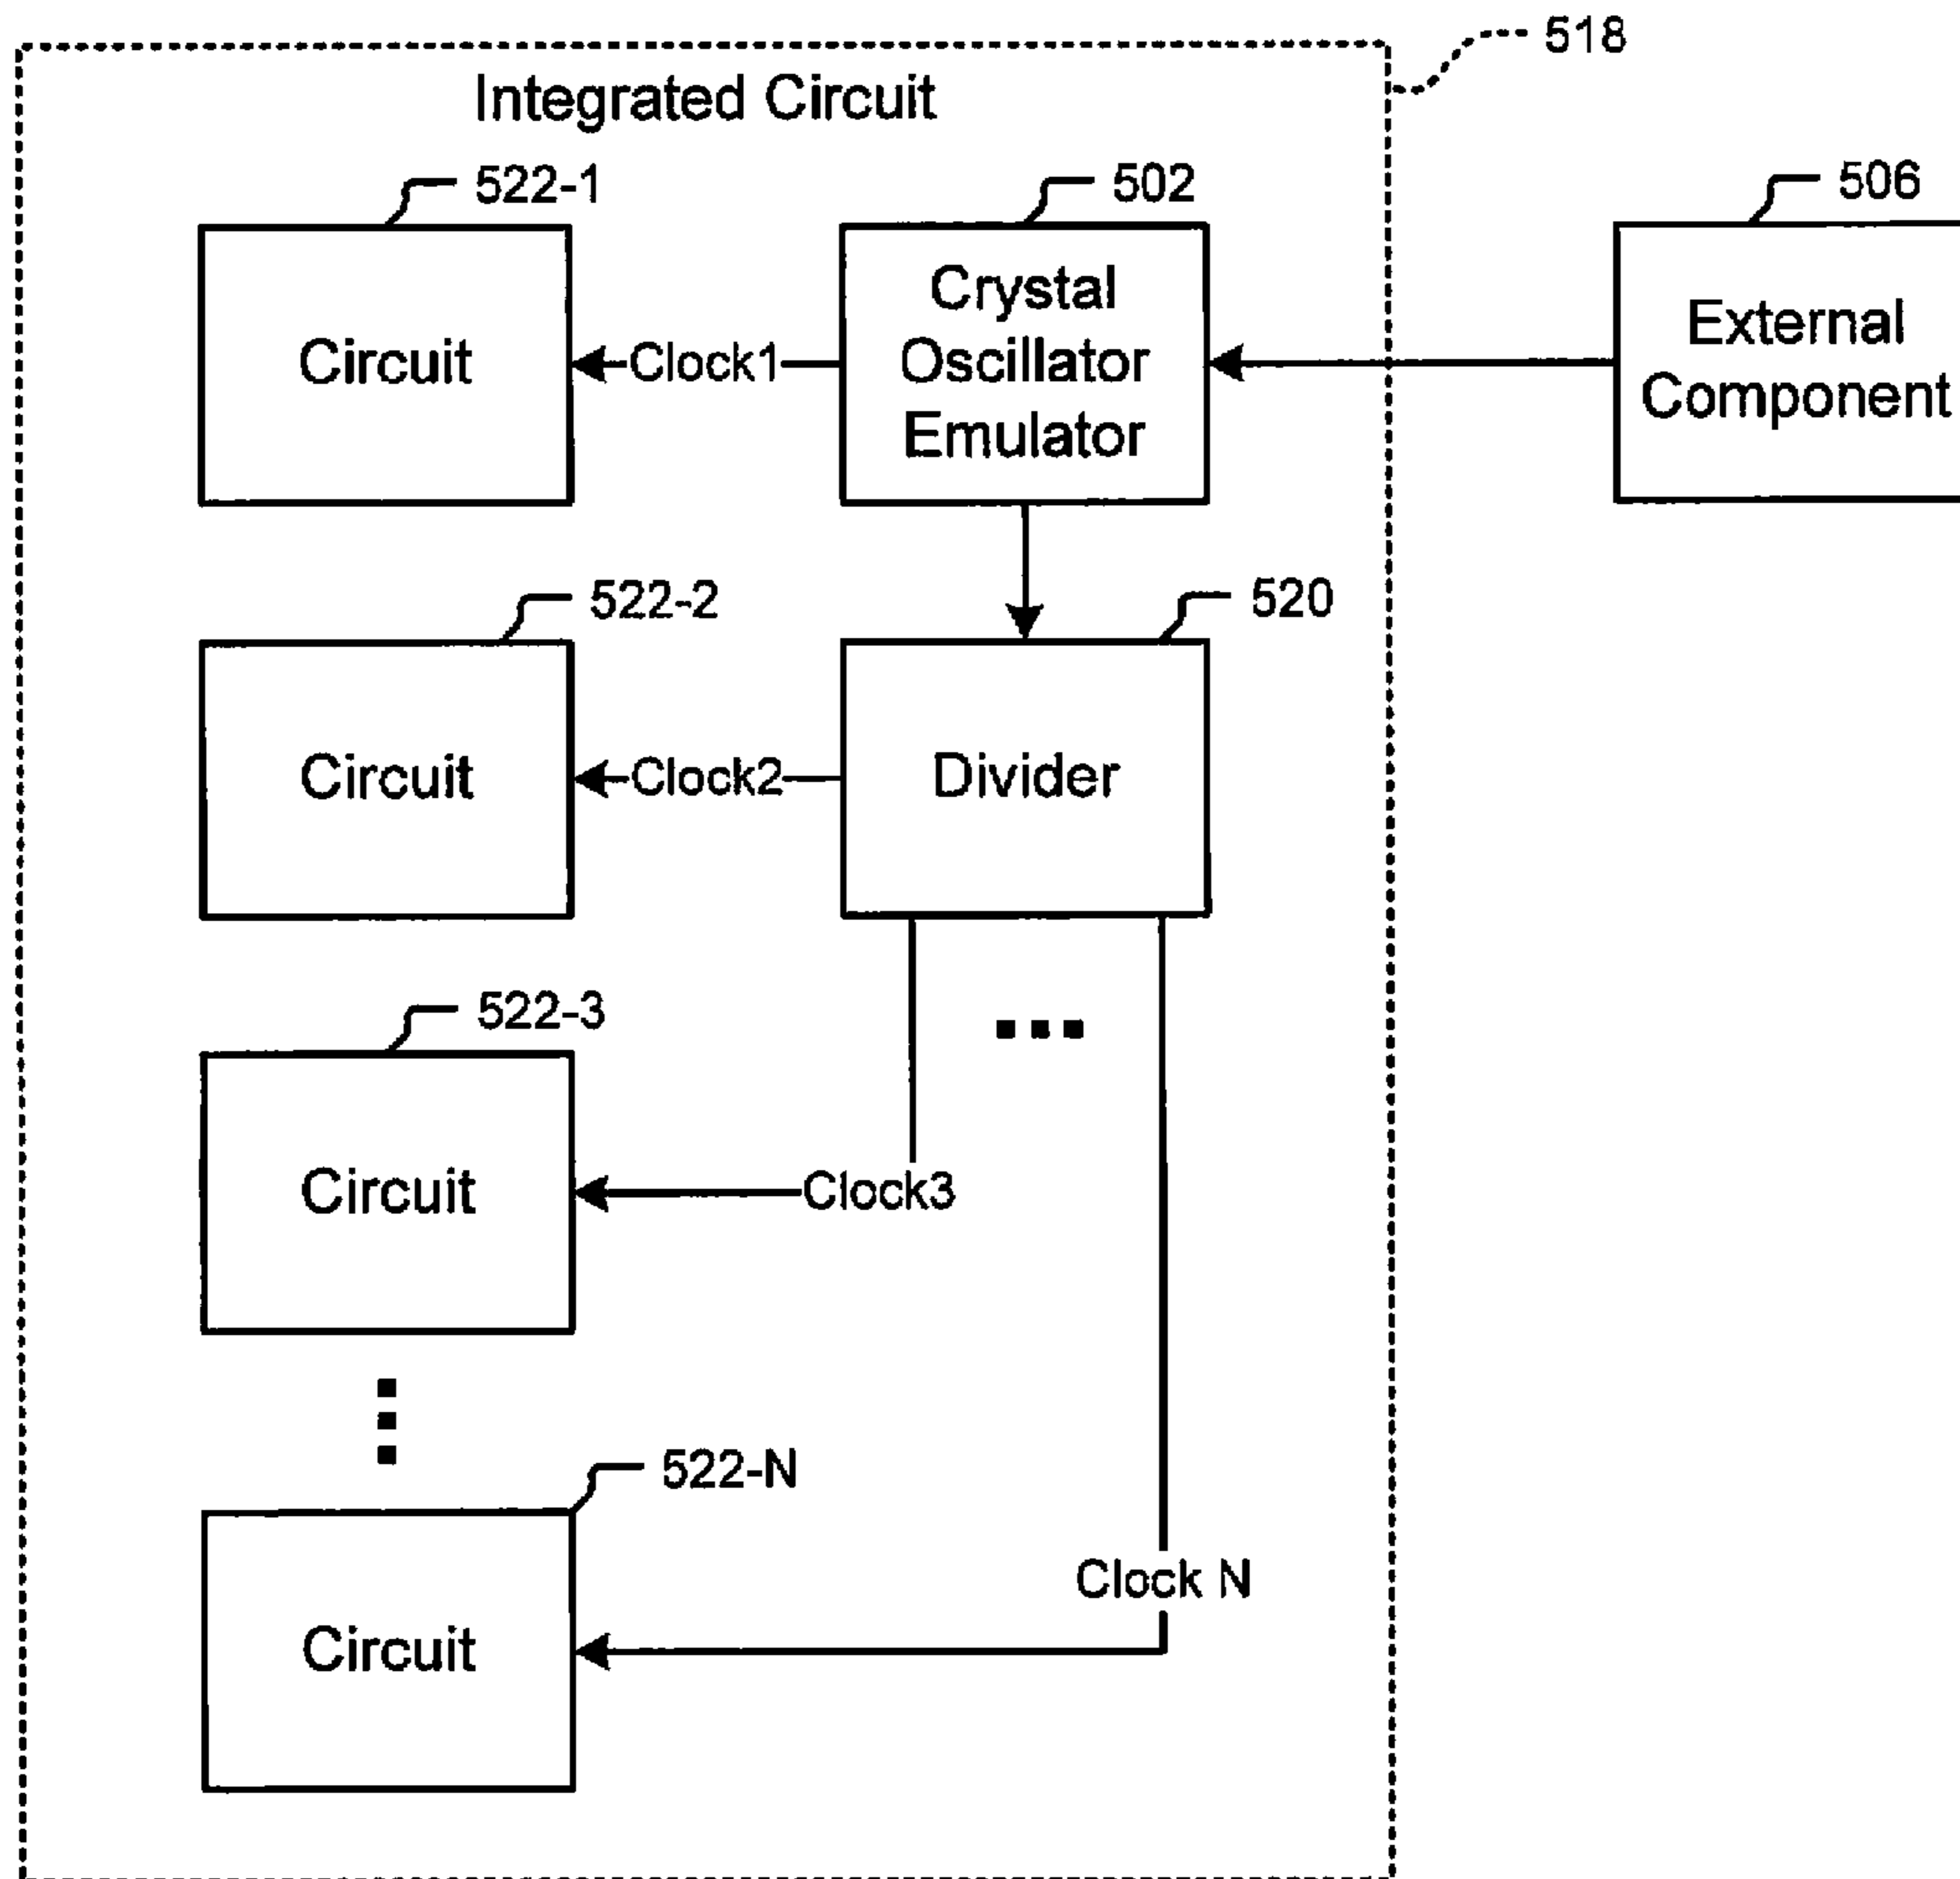 518
Integrated Circuit
522-1
502
506
Circuit
Clock1
Crystal
Oscillator
Emulator
External
Component
522-2
520
Circuit
Clock2
Divider
522-3
Circuit
Clock3
522-N
Circuit
Clock N